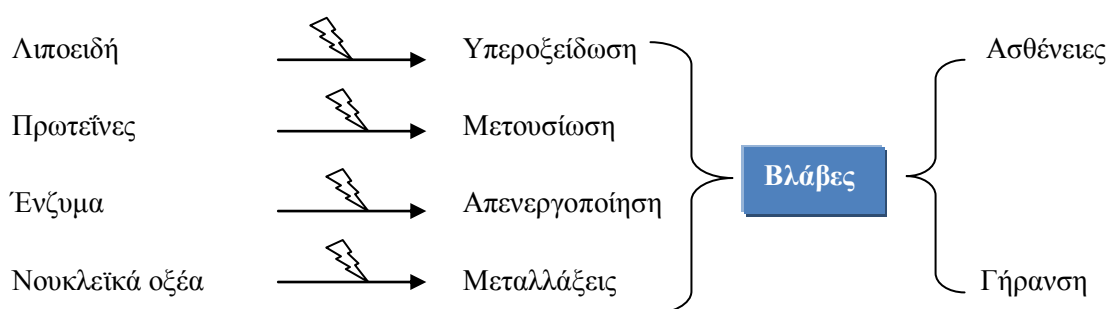 Λιποειδή Υπεροξείδωση Ασθένειες
Πρωτεΐνες Μετουσίωση
Βλάβες
Ένζυμα Απενεργοποίηση
Νουκλεϊκά οξέα Μεταλλάξεις Γήρανση